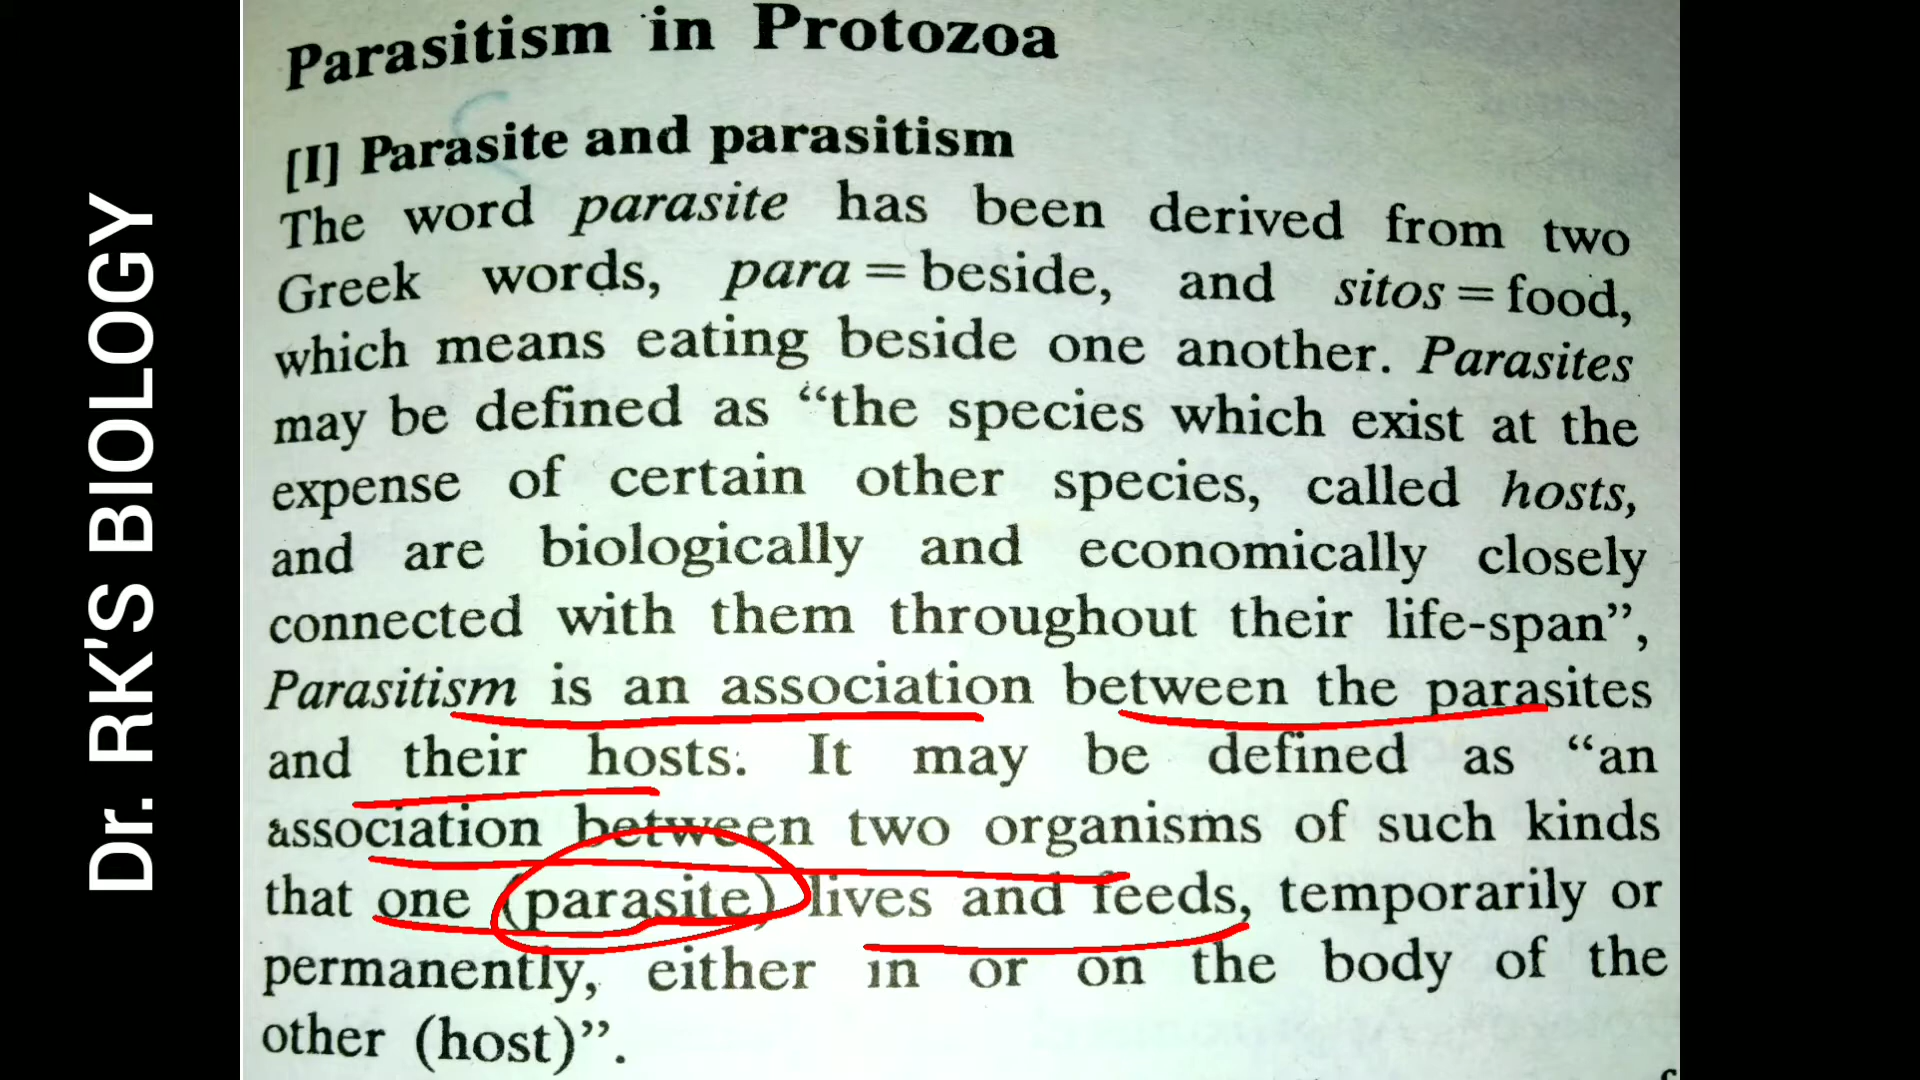 Dr. RK'S BIOLOGY
Parasitism in Protozoa
[I] Parasite and parasitism
The word parasite has been derived from two
Greek words, para = beside, and sitos = food,
which means eating beside one another. Parasites
may be defined as “the species which exist at the
expense of certain other species, called hosts,
and are biologically and economically closely
connected with them throughout their life-span”,
Parasitism is an association between the parasites
and their hosts. It may be defined as “an
association between two organisms of such kinds
that one (parasite) lives and feeds, temporarily or
permanently, either in or on the body of the
other (host)”.